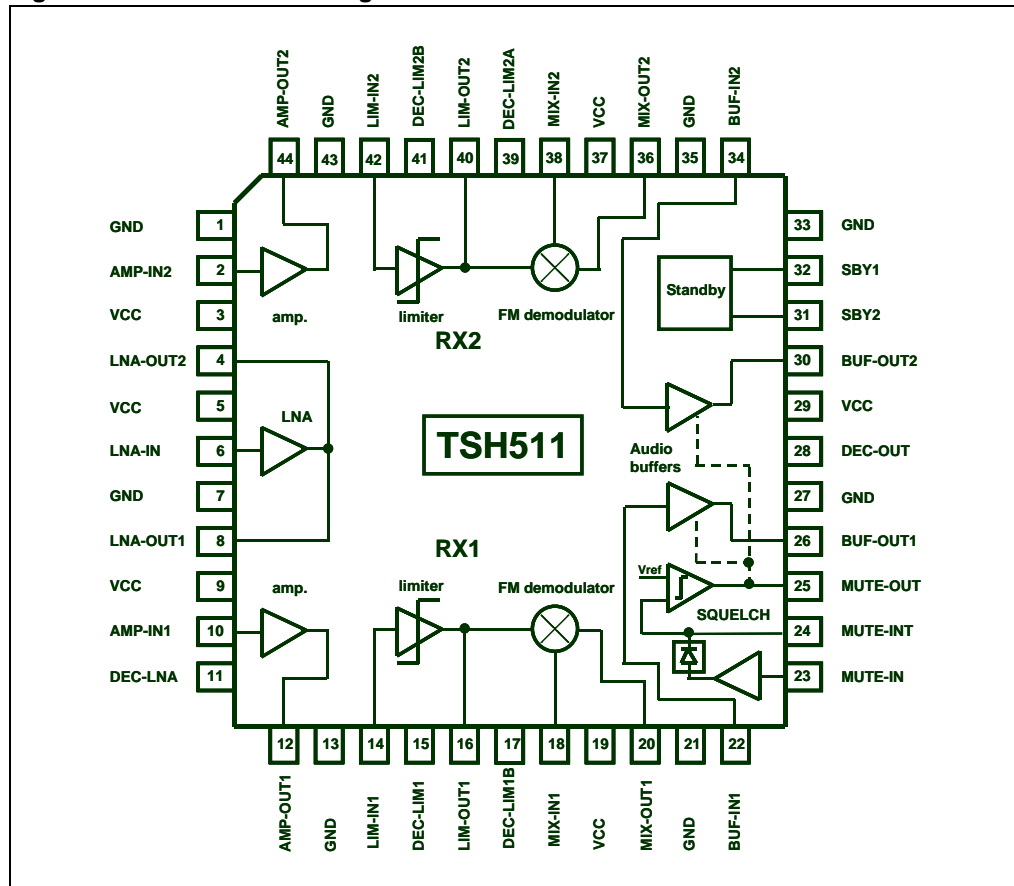 AMP-OUT2
GND
LIM-IN2
DEC-LIM2B
LIM-OUT2
DEC-LIM2A
MIX-IN2
VCC
MIX-OUT2
GND
BUF-IN2
44
43
42
41
40
39
38
37
36
35
34
GND
1
AMP-IN2
2
VCC
3
LNA-OUT2
4
VCC
5
LNA-IN
6
GND
7
LNA-OUT1
8
VCC
9
AMP-IN1
10
DEC-LNA
11
amp.
limiter
FM demodulator
RX2
Standby
LNA
TSH511
Audio
buffers
RX1
amp.
limiter
FM demodulator
Vref
SQUELCH
33
GND
32
SBY1
31
SBY2
30
BUF-OUT2
29
VCC
28
DEC-OUT
27
GND
26
BUF-OUT1
25
MUTE-OUT
24
MUTE-INT
23
MUTE-IN
12
13
14
15
16
17
18
19
20
21
22
AMP-OUT1
GND
LIM-IN1
DEC-LIM1
LIM-OUT1
DEC-LIM1B
MIX-IN1
VCC
MIX-OUT1
GND
BUF-IN1